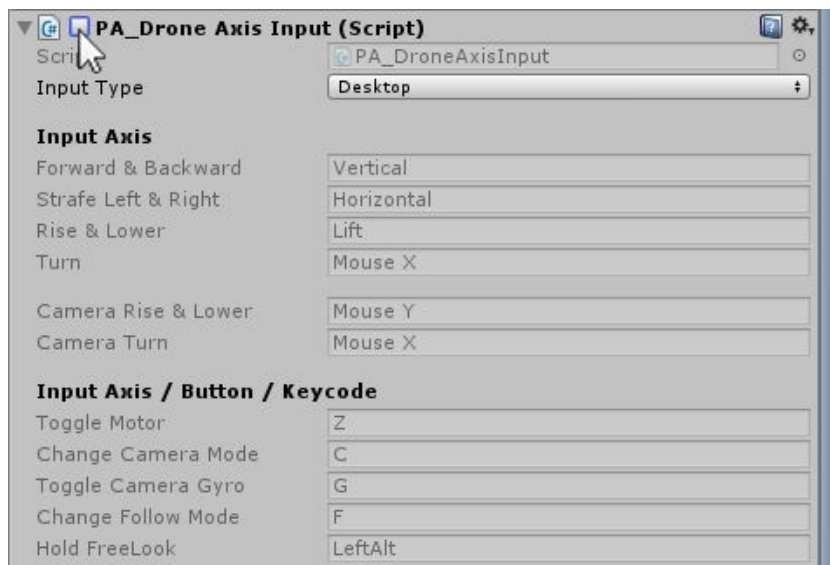 PA_Drone Axis Input (Script)
Script PA_DroneAxisInput
Input Type Desktop
Input Axis
Forward & Backward Vertical
Strafe Left & Right Horizontal
Rise & Lower Lift
Turn Mouse X
Camera Rise & Lower Mouse Y
Camera Turn Mouse X
Input Axis / Button / Keycode
Toggle Motor Z
Change Camera Mode C
Toggle Camera Gyro G
Change Follow Mode F
Hold FreeLook LeftAlt